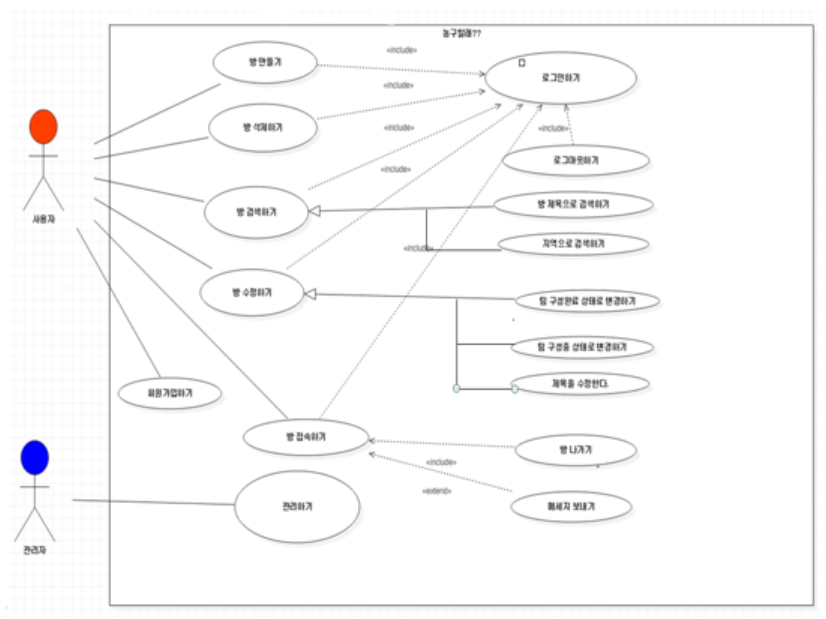 농구할래??
방 만들기
«include»
로그인하기
«include»
방 삭제하기
«include»
«include»
로그아웃하기
«include»
방 검색하기
방 제목으로 검색하기
사용자
지역으로 검색하기
«include»
방 수정하기
팀 구성완료 상태로 변경하기
팀 구성중 상태로 변경하기
제목을 수정한다.
회원가입하기
방 접속하기
방 나가기
«include»
«extend»
관리하기
메세지 보내기
관리자